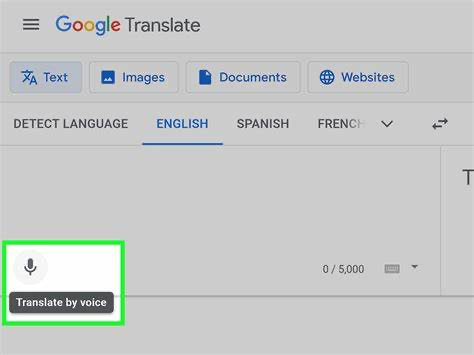 Google Translate
Text Images Documents Websites
DETECT LANGUAGE ENGLISH SPANISH FRENCH
T
0 / 5,000
Translate by voice